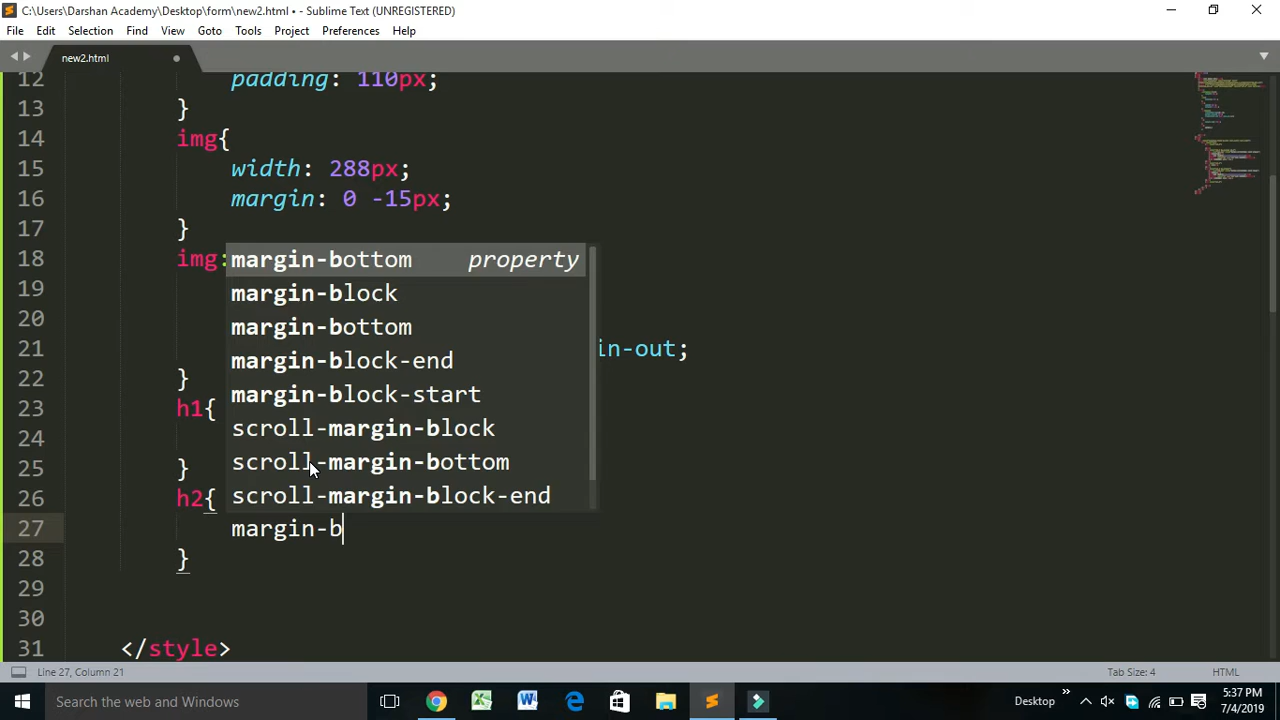 C:\Users\Darshan Academy\Desktop\form\new2.html • - Sublime Text (UNREGISTERED)
File Edit Selection Find View Goto Tools Project Preferences Help
new2.html
12 padding: 110px;
13 }
14 img{
15 width: 288px;
16 margin: 0 -15px;
17 }
18 img:
margin-bottom property
margin-block
19
margin-bottom
20
21 in-out;
margin-block-end
22 }
margin-block-start
23 h1{
scroll-margin-block
24
scroll-margin-bottom
25 }
scroll-margin-block-end
26 h2{
27 margin-b
28 }
29
30
31 </style>
Line 27, Column 21 Tab Size: 4 HTML
Search the web and Windows Desktop » 5:37 PM
7/4/2019